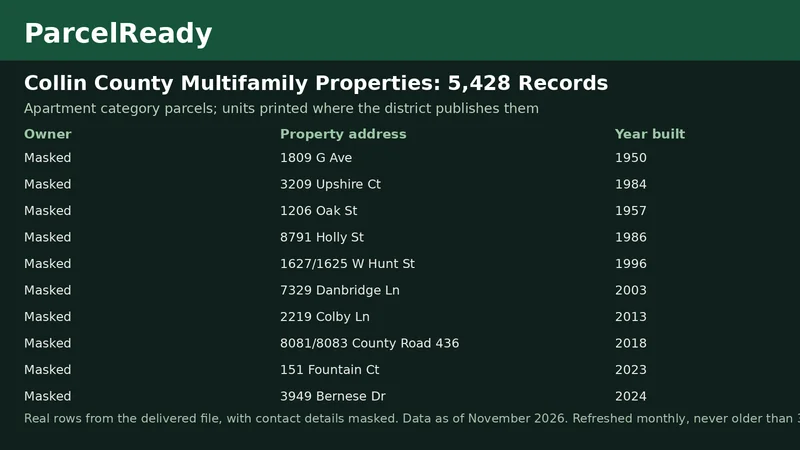 ParcelReady
Collin County Multifamily Properties: 5,428 Records
Apartment category parcels; units printed where the district publishes them
Owner Property address Year built
Masked 1809 G Ave 1950
Masked 3209 Upshire Ct 1984
Masked 1206 Oak St 1957
Masked 8791 Holly St 1986
Masked 1627/1625 W Hunt St 1996
Masked 7329 Danbridge Ln 2003
Masked 2219 Colby Ln 2013
Masked 8081/8083 County Road 436 2018
Masked 151 Fountain Ct 2023
Masked 3949 Bernese Dr 2024
Real rows from the delivered file, with contact details masked. Data as of November 2026. Refreshed monthly, never older than